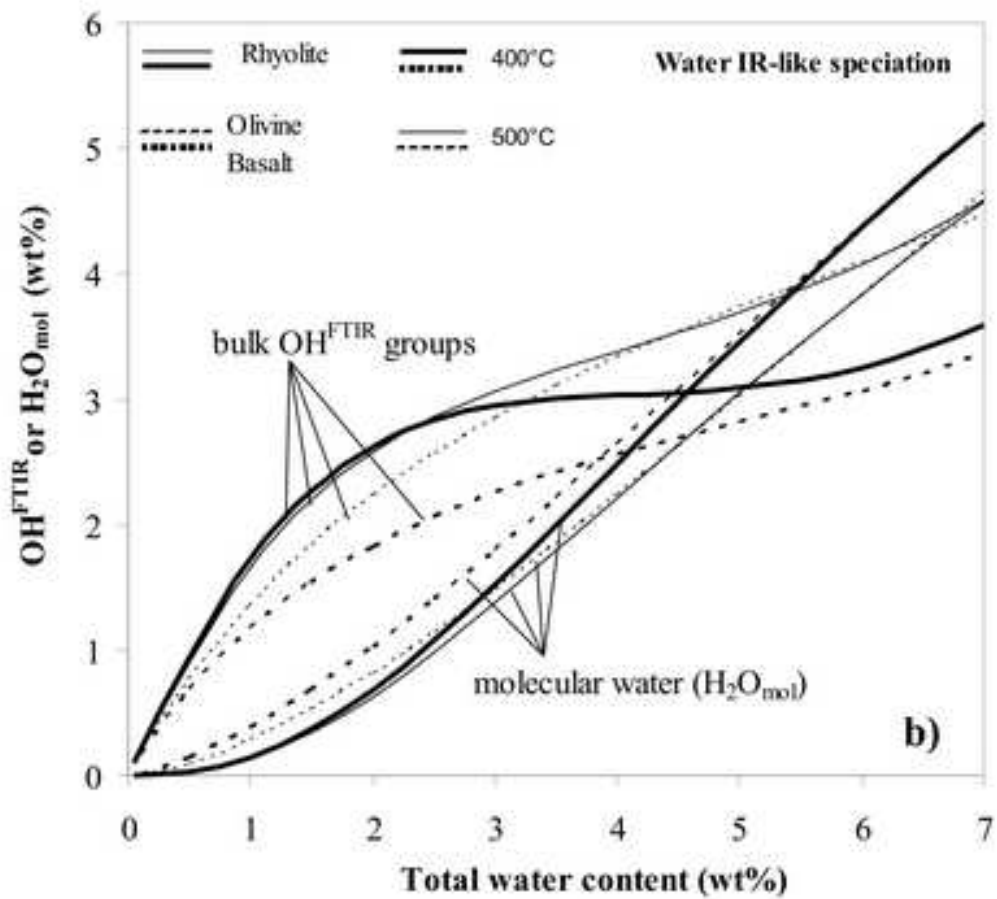 6
5
4
3
2
1
0
OH^FTIR or H₂O_mol (wt%)
Rhyolite
400°C
Water IR-like speciation
Olivine
Basalt
500°C
bulk OH^FTIR groups
molecular water (H₂O_mol)
b)
0 1 2 3 4 5 6 7
Total water content (wt%)